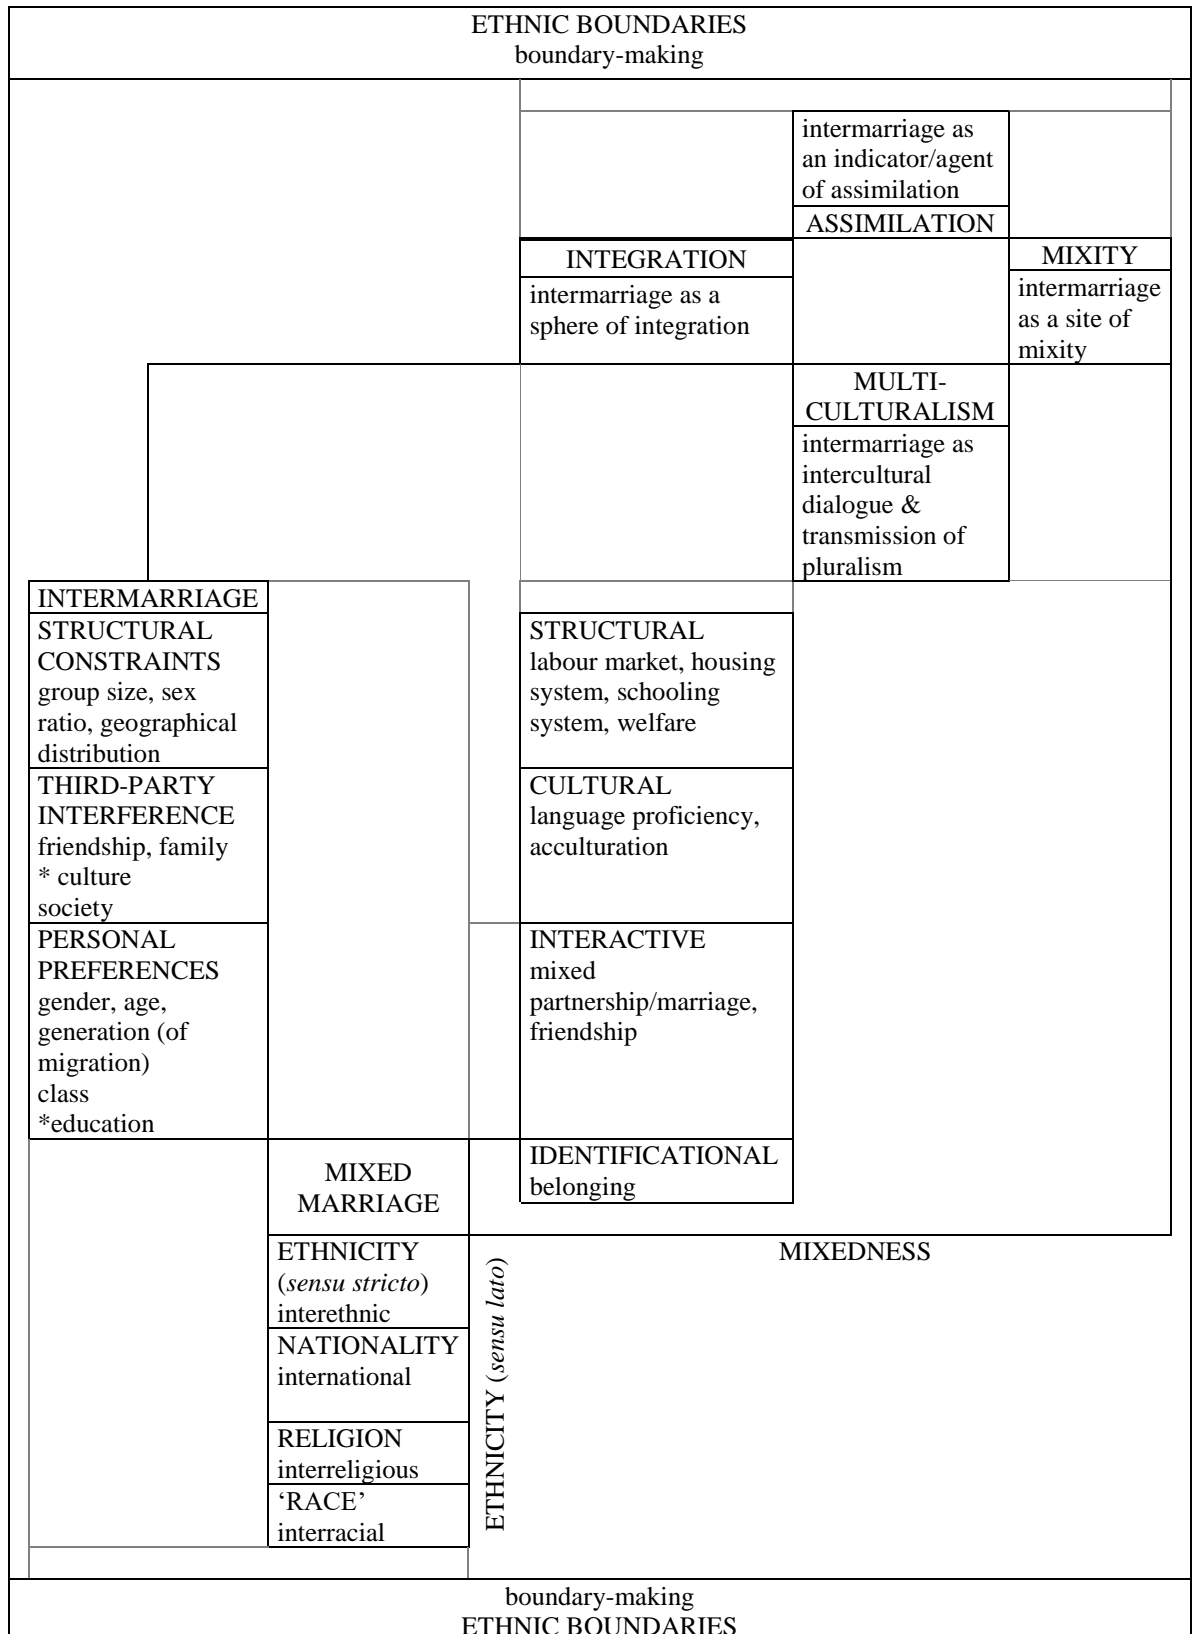 ETHNIC BOUNDARIES
boundary-making
intermarriage as
an indicator/agent
of assimilation
ASSIMILATION
INTEGRATION
intermarriage as a
sphere of integration
MIXITY
intermarriage
as a site of
mixity
MULTI-
CULTURALISM
intermarriage as
intercultural
dialogue &
transmission of
pluralism
INTERMARRIAGE
STRUCTURAL
CONSTRAINTS
group size, sex
ratio, geographical
distribution
THIRD-PARTY
INTERFERENCE
friendship, family
* culture
society
PERSONAL
PREFERENCES
gender, age,
generation (of
migration)
class
*education
STRUCTURAL
labour market, housing
system, schooling
system, welfare
CULTURAL
language proficiency,
acculturation
INTERACTIVE
mixed
partnership/marriage,
friendship
IDENTIFICATIONAL
belonging
MIXED
MARRIAGE
ETHNICITY
(sensu stricto)
interethnic
NATIONALITY
international
RELIGION
interreligious
‘RACE’
interracial
ETHNICITY (sensu lato)
MIXEDNESS
boundary-making
ETHNIC BOUNDARIES